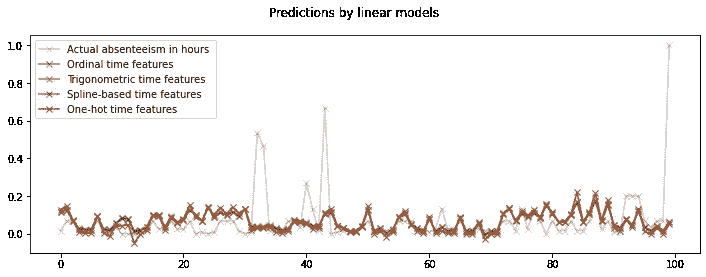 Predictions by linear models
1.0
0.8
0.6
0.4
0.2
0.0
Actual absenteeism in hours
Ordinal time features
Trigonometric time features
Spline-based time features
One-hot time features
0 20 40 60 80 100